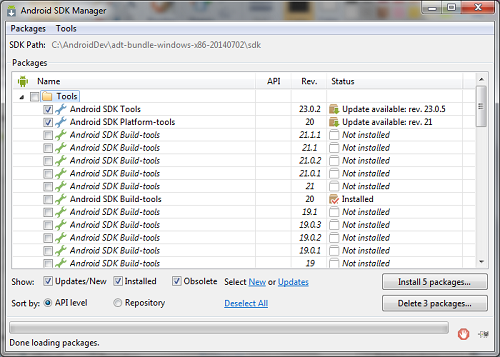 Android SDK Manager
Packages Tools
SDK Path: C:\AndroidDev\adt-bundle-windows-x86-20140702\sdk
Packages
Name API Rev. Status
Tools
Android SDK Tools 23.0.2 Update available: rev. 23.0.5
Android SDK Platform-tools 20 Update available: rev. 21
Android SDK Build-tools 21.1.1 Not installed
Android SDK Build-tools 21.1 Not installed
Android SDK Build-tools 21.0.2 Not installed
Android SDK Build-tools 21.0.1 Not installed
Android SDK Build-tools 21 Not installed
Android SDK Build-tools 20 Installed
Android SDK Build-tools 19.1 Not installed
Android SDK Build-tools 19.0.3 Not installed
Android SDK Build-tools 19.0.2 Not installed
Android SDK Build-tools 19.0.1 Not installed
Android SDK Build-tools 19 Not installed
Show: Updates/New Installed Obsolete Select New or Updates Install 5 packages...
Sort by: API level Repository Deselect All Delete 3 packages...
Done loading packages.